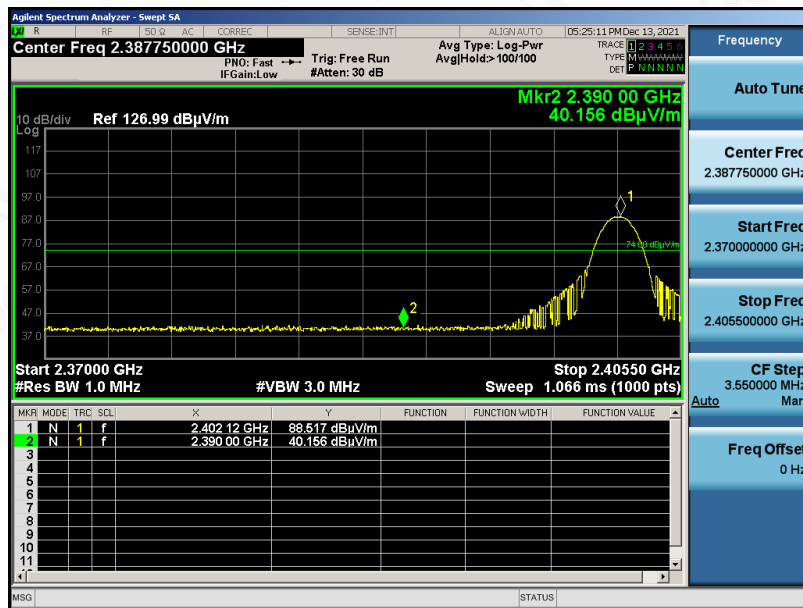 Agilent Spectrum Analyzer - Swept SA
LXI R RF 50 Ω AC CORREC SENSE:INT ALIGN AUTO 05:25:11 PM Dec 13, 2021
Center Freq 2.387750000 GHz
PNO: Fast
IFGain:Low
Trig: Free Run
#Atten: 30 dB
Avg Type: Log-Pwr
Avg|Hold:>100/100
TRACE 1 2 3 4 5 6
TYPE M
DET P N N N N N
Mkr2 2.390 00 GHz
40.156 dBµV/m
10 dB/div Ref 126.99 dBµV/m
Log
117
107
97.0
87.0
77.0
67.0
57.0
47.0
37.0
1
74.00 dBµV/m
2
Start 2.37000 GHz Stop 2.40550 GHz
#Res BW 1.0 MHz #VBW 3.0 MHz Sweep 1.066 ms (1000 pts)
MKR MODE TRC SCL X Y FUNCTION FUNCTION WIDTH FUNCTION VALUE
1 N 1 f 2.402 12 GHz 88.517 dBµV/m
2 N 1 f 2.390 00 GHz 40.156 dBµV/m
3
4
5
6
7
8
9
10
11
MSG STATUS
Frequency
Auto Tune
Center Freq
2.387750000 GHz
Start Freq
2.370000000 GHz
Stop Freq
2.405500000 GHz
CF Step
3.550000 MHz
Auto Man
Freq Offset
0 Hz